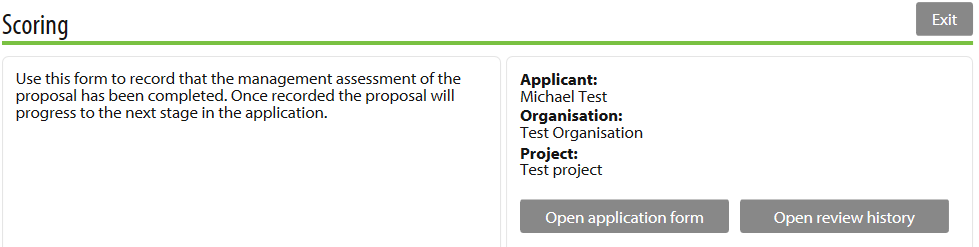 Scoring
Exit
Use this form to record that the management assessment of the
proposal has been completed. Once recorded the proposal will
progress to the next stage in the application.
Applicant:
Michael Test
Organisation:
Test Organisation
Project:
Test project
Open application form
Open review history